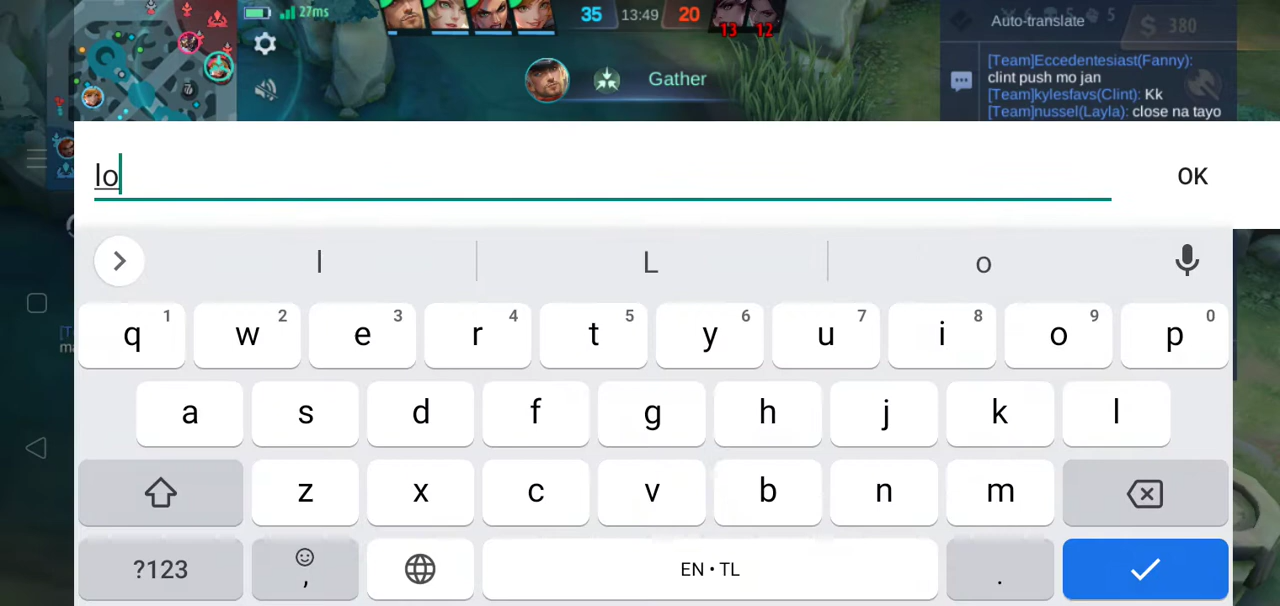 27ms
35 13:49 20
13 12
Gather
Auto-translate
$ 380
[Team]Eccedentesiast(Fanny):
clint push mo jan
[Team]kylesfavs(Clint): Kk
[Team]nussel(Layla): close na tayo
lo
OK
l L o
q 1 w 2 e 3 r 4 t 5 y 6 u 7 i 8 o 9 p 0
a s d f g h j k l
z x c v b n m
?123 , EN • TL .